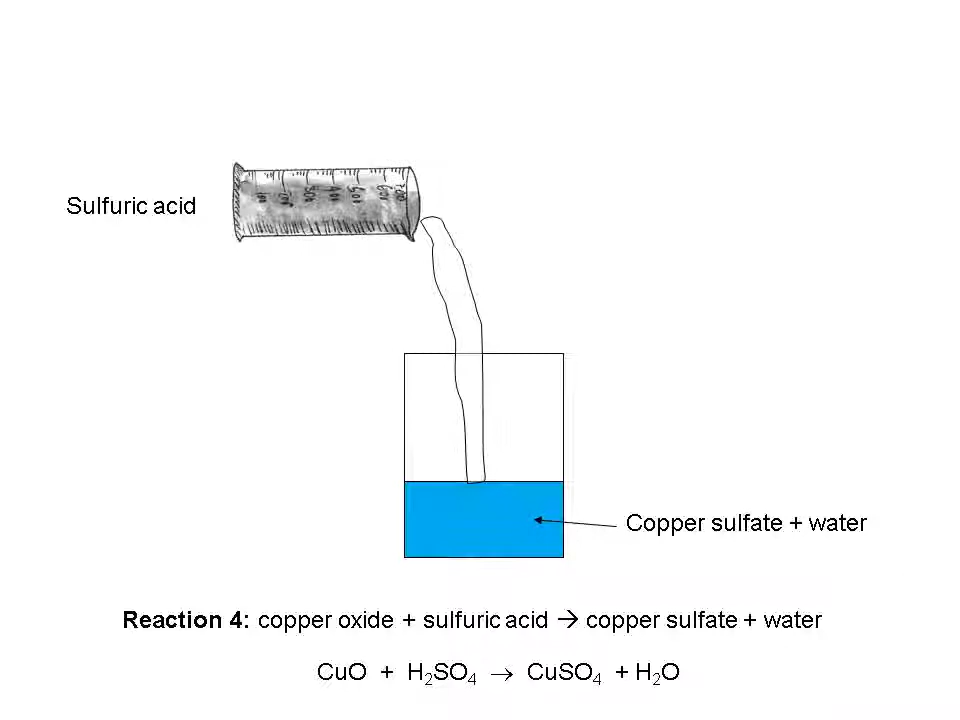 Sulfuric acid
Copper sulfate + water
Reaction 4: copper oxide + sulfuric acid → copper sulfate + water
CuO + H₂SO₄ → CuSO₄ + H₂O